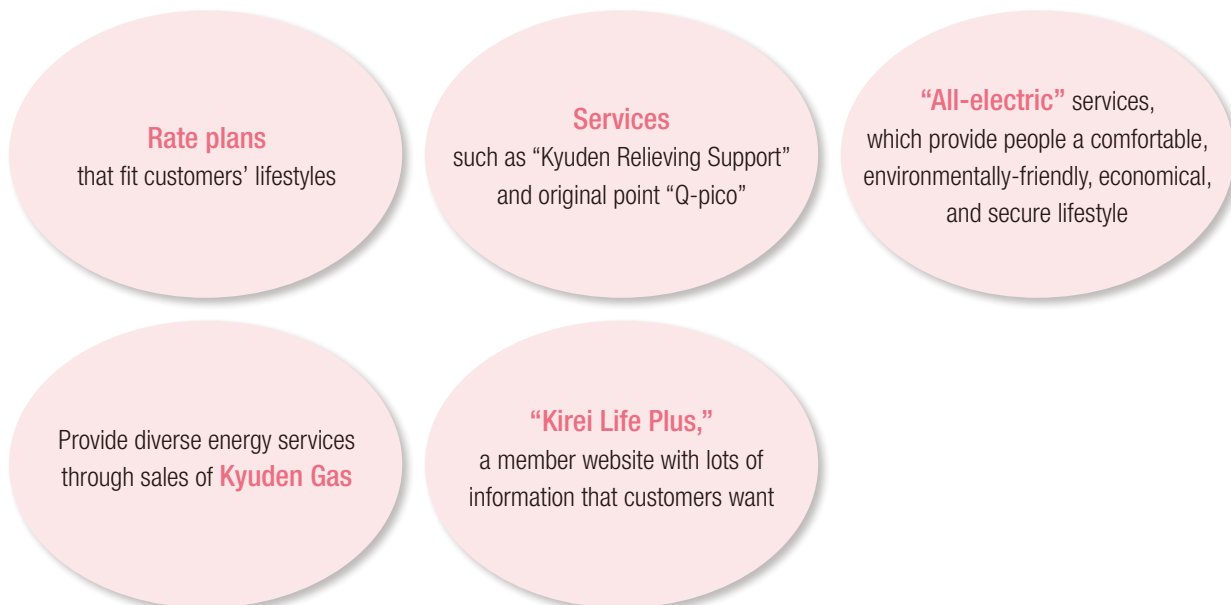 Rate plans
that fit customers’ lifestyles
Services
such as “Kyuden Relieving Support”
and original point “Q-pico”
“All-electric” services,
which provide people a comfortable,
environmentally-friendly, economical,
and secure lifestyle
Provide diverse energy services
through sales of Kyuden Gas
“Kirei Life Plus,”
a member website with lots of
information that customers want